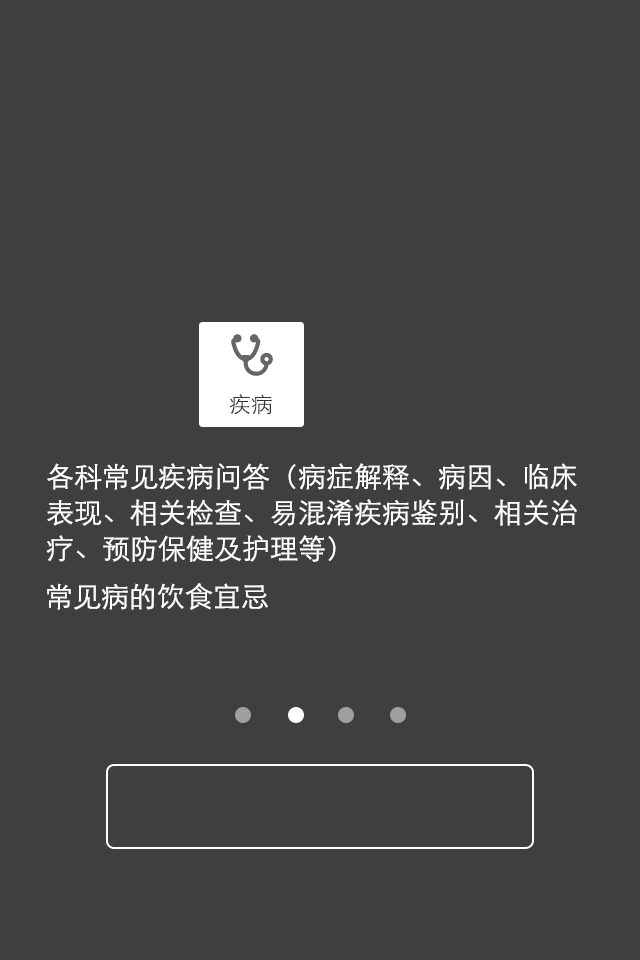 疾病
各科常见疾病问答（病症解释、病因、临床
表现、相关检查、易混淆疾病鉴别、相关治
疗、预防保健及护理等）
常见病的饮食宜忌